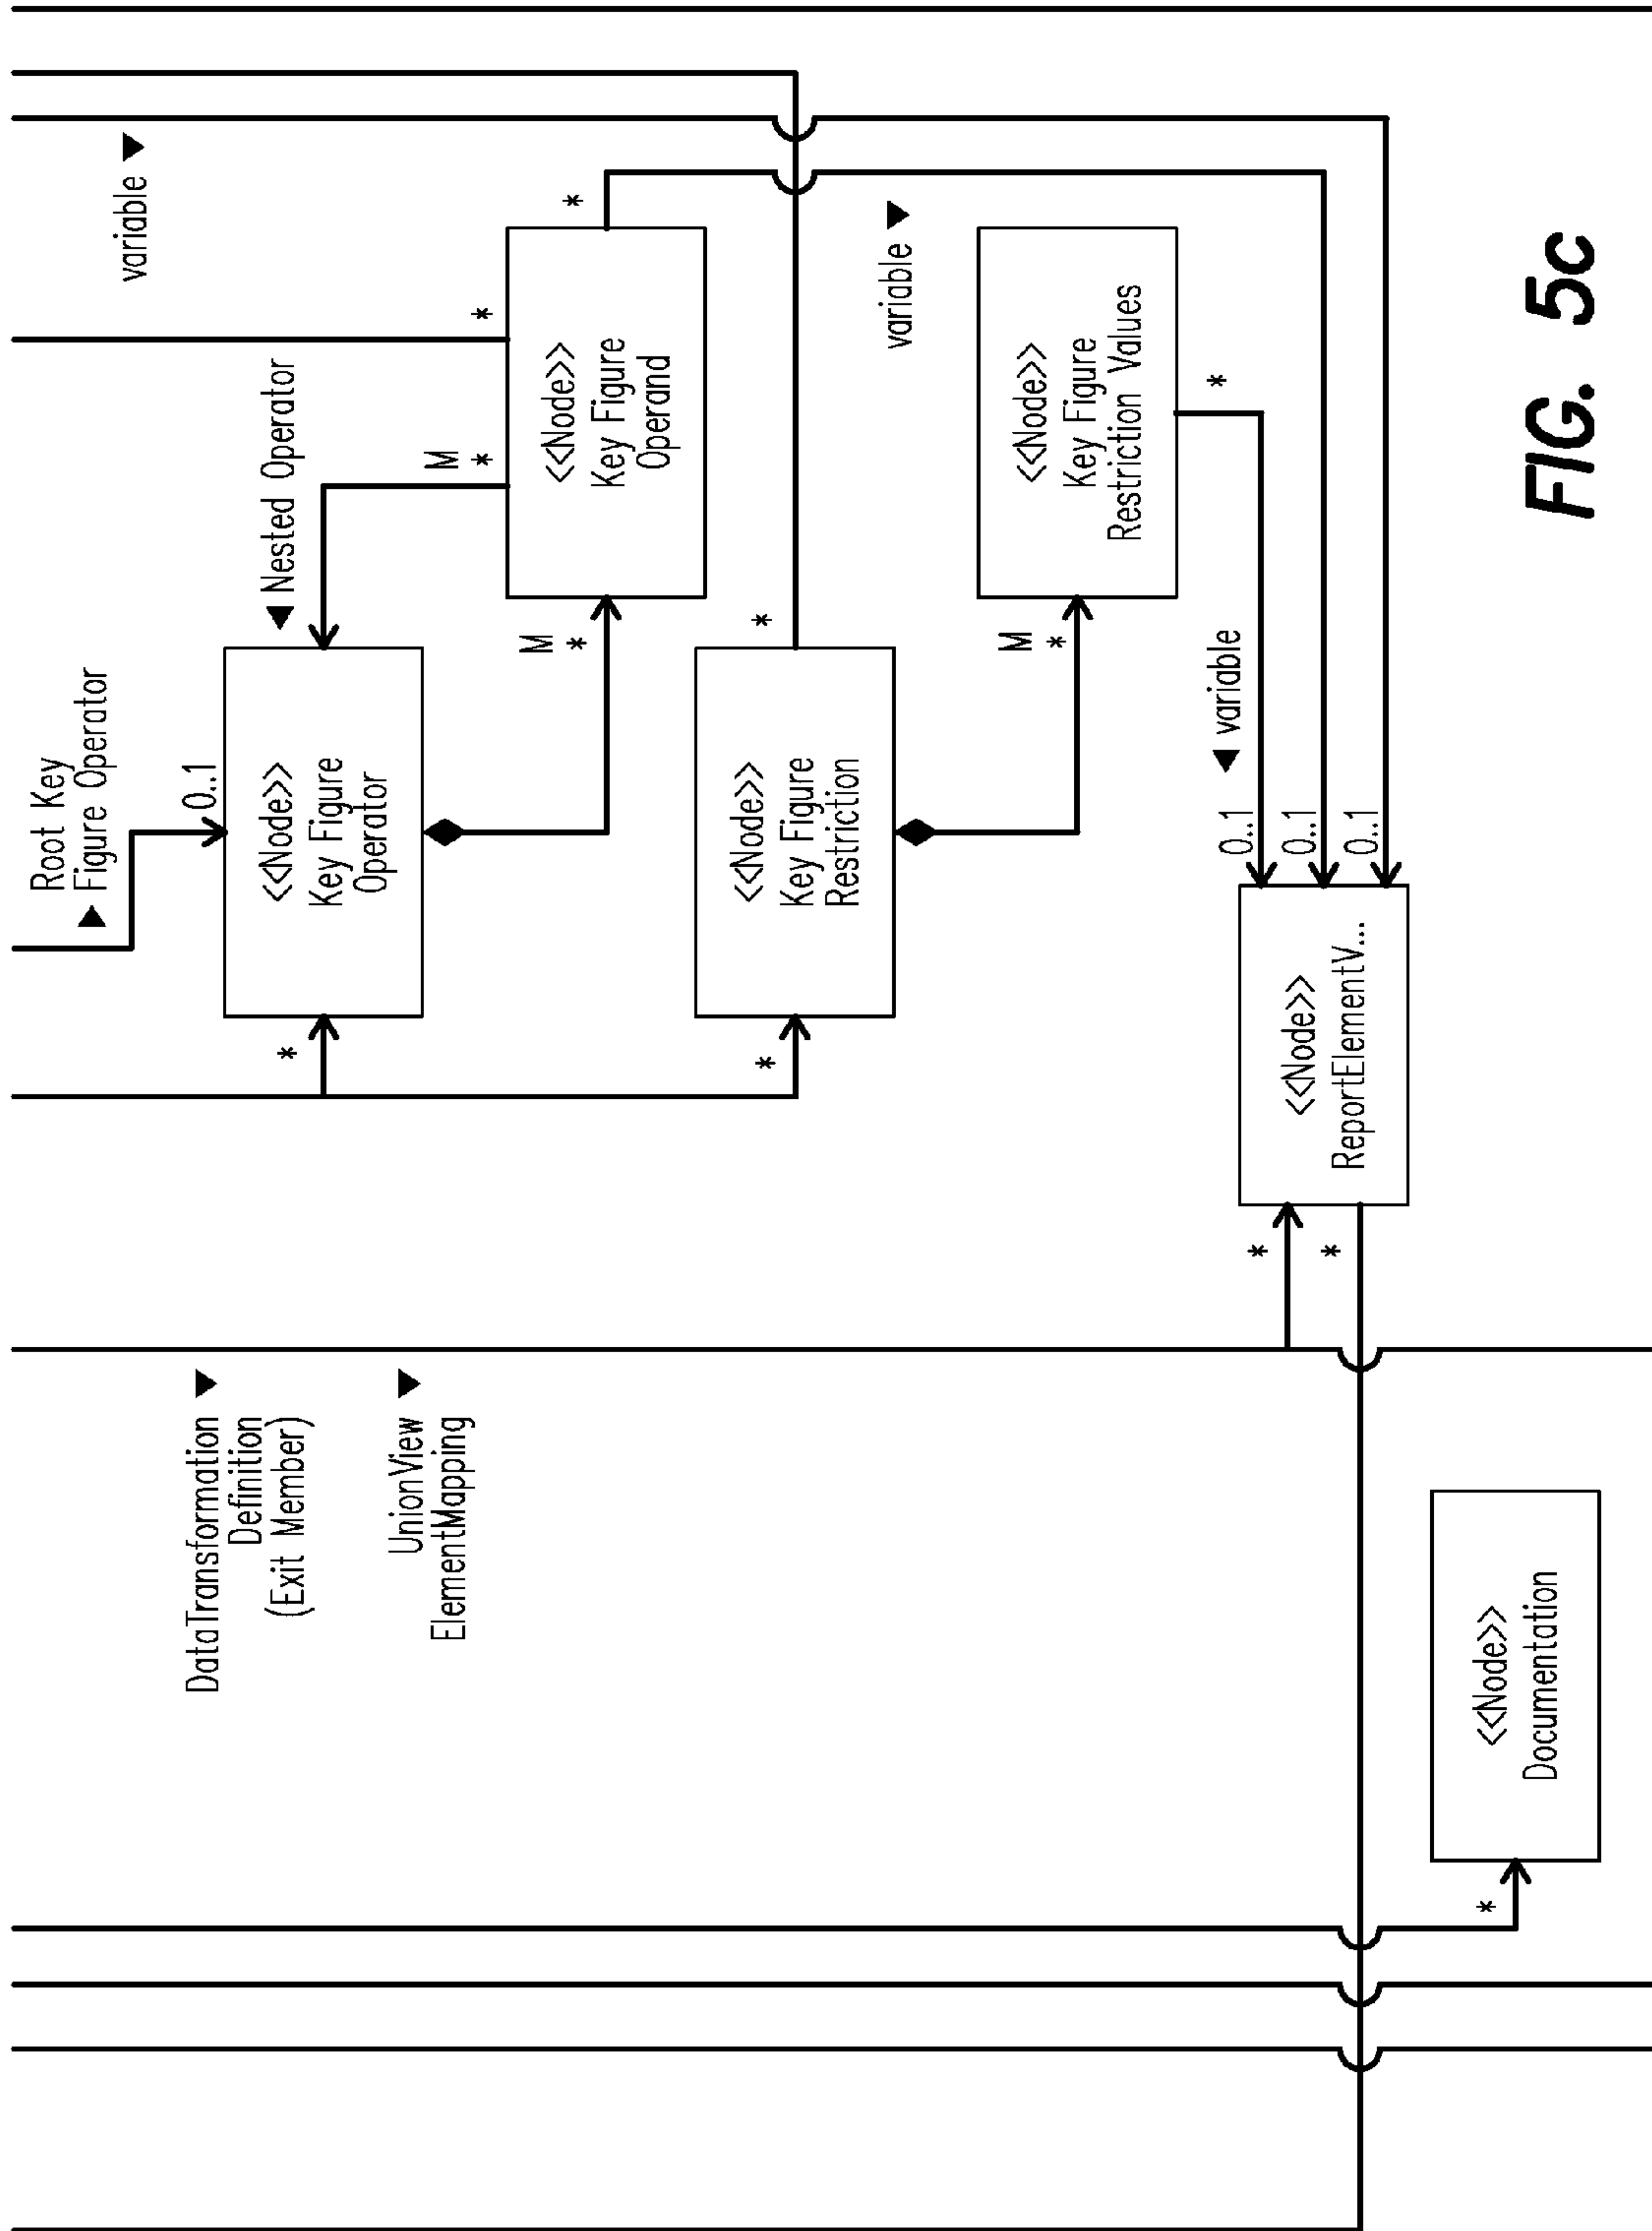 Root Key
Figure Operator
variable
DataTransformation
Definition
(Exit Member)
0..1
Nested Operator
*
<<Node>>
Key Figure
Operator
UnionView
ElementMapping
M
*
*
M
*
*
<<Node>>
Key Figure
Operand
*
*
<<Node>>
Key Figure
Restriction
variable
M
*
<<Node>>
Key Figure
Restriction Values
*
variable
0..1
0..1
0..1
*
*
<<Node>>
ReportElementV...
*
<<Node>>
Documentation
FIG. 5c